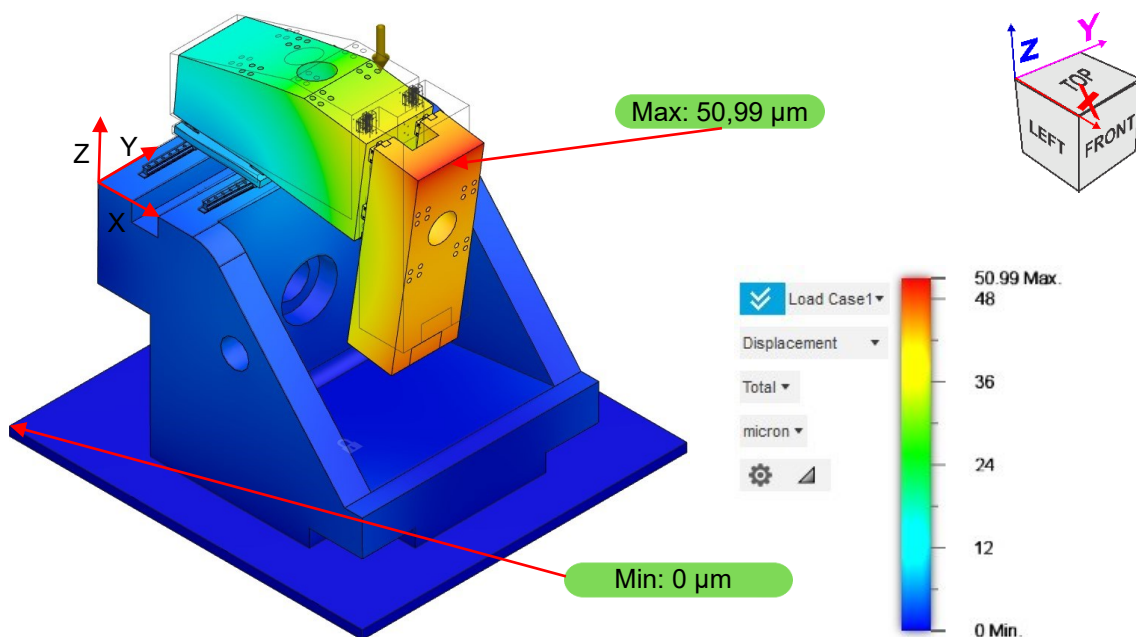 Max: 50,99 µm
Z
Y
X
Z
Y
X
TOP
LEFT
FRONT
Load Case1
Displacement
Total
micron
50.99 Max.
48
36
24
12
0 Min.
Min: 0 µm